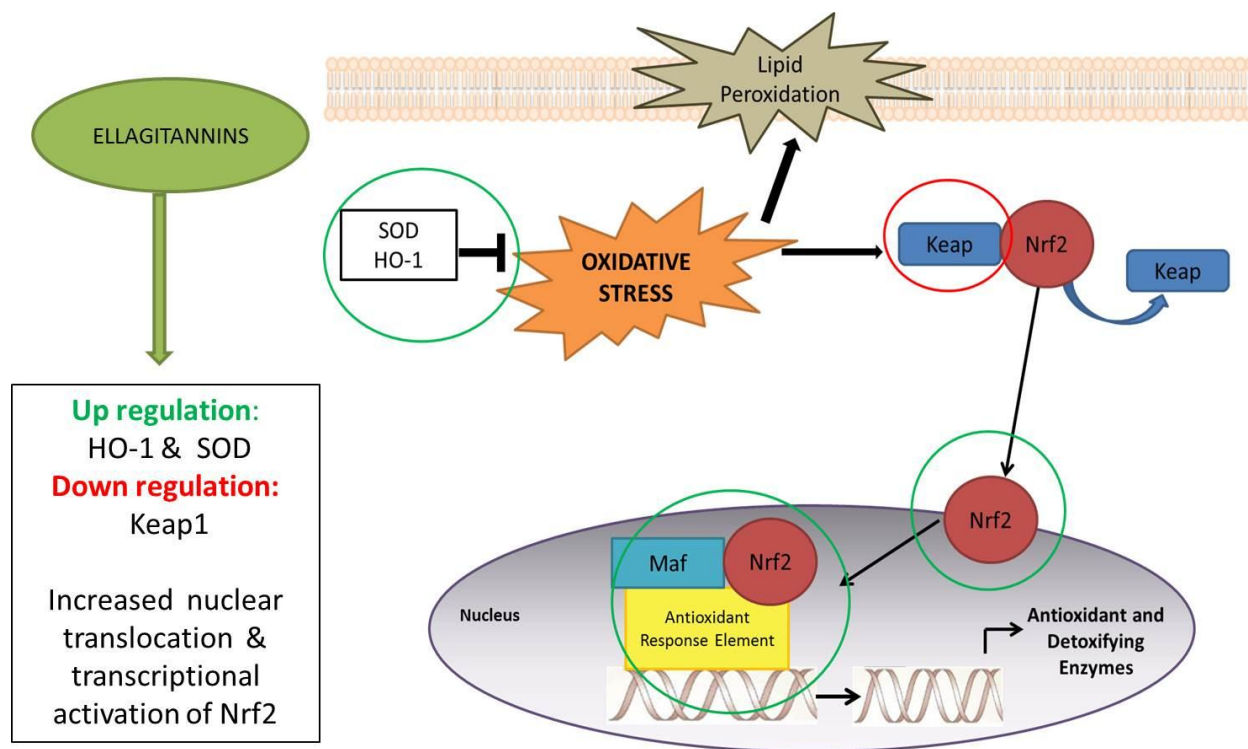 Lipid
Peroxidation
ELLAGITANNINS
SOD
HO-1
OXIDATIVE
STRESS
Keap
Nrf2
Keap
Up regulation:
HO-1 & SOD
Down regulation:
Keap1
Increased nuclear
translocation &
transcriptional
activation of Nrf2
Nrf2
Maf
Nrf2
Nucleus
Antioxidant
Response Element
Antioxidant and
Detoxifying
Enzymes